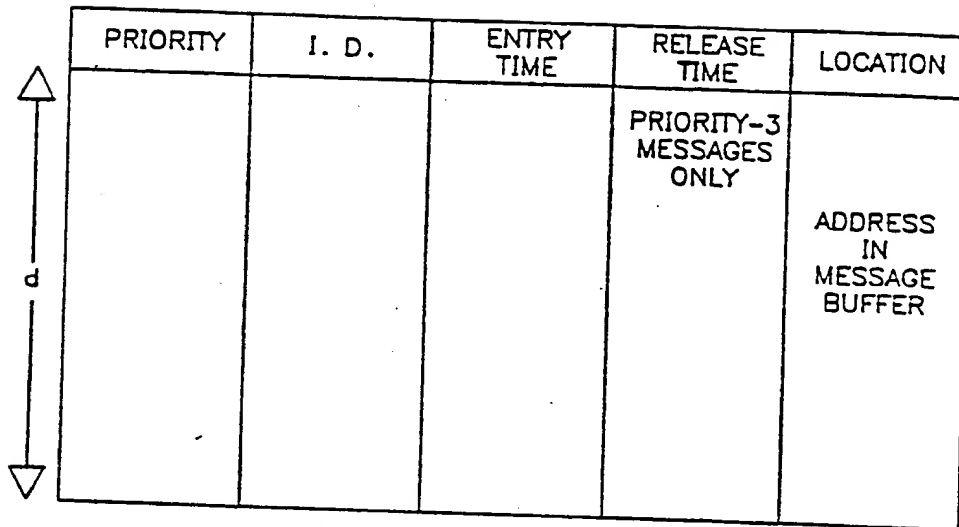 PRIORITY
I. D.
ENTRY
TIME
RELEASE
TIME
LOCATION
PRIORITY-3
MESSAGES
ONLY
ADDRESS
IN
MESSAGE
BUFFER
d